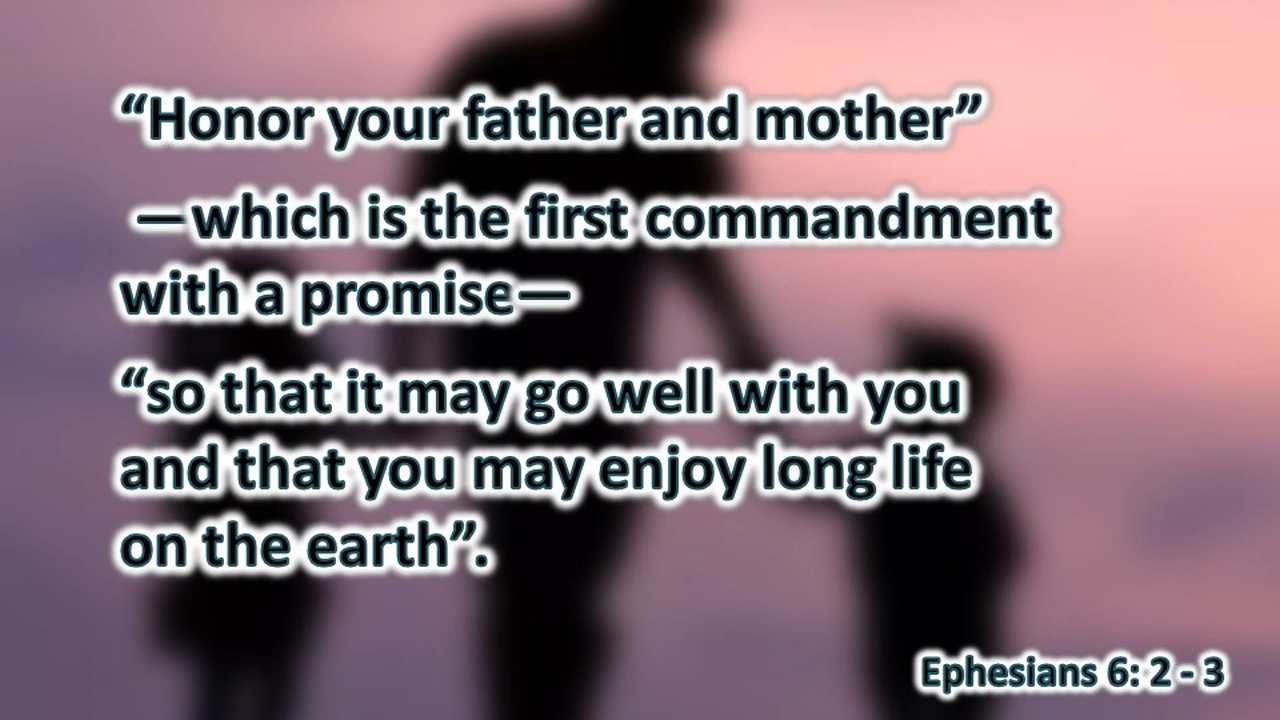 “Honor your father and mother”
—which is the first commandment
with a promise—
“so that it may go well with you
and that you may enjoy long life
on the earth”.
Ephesians 6: 2 - 3